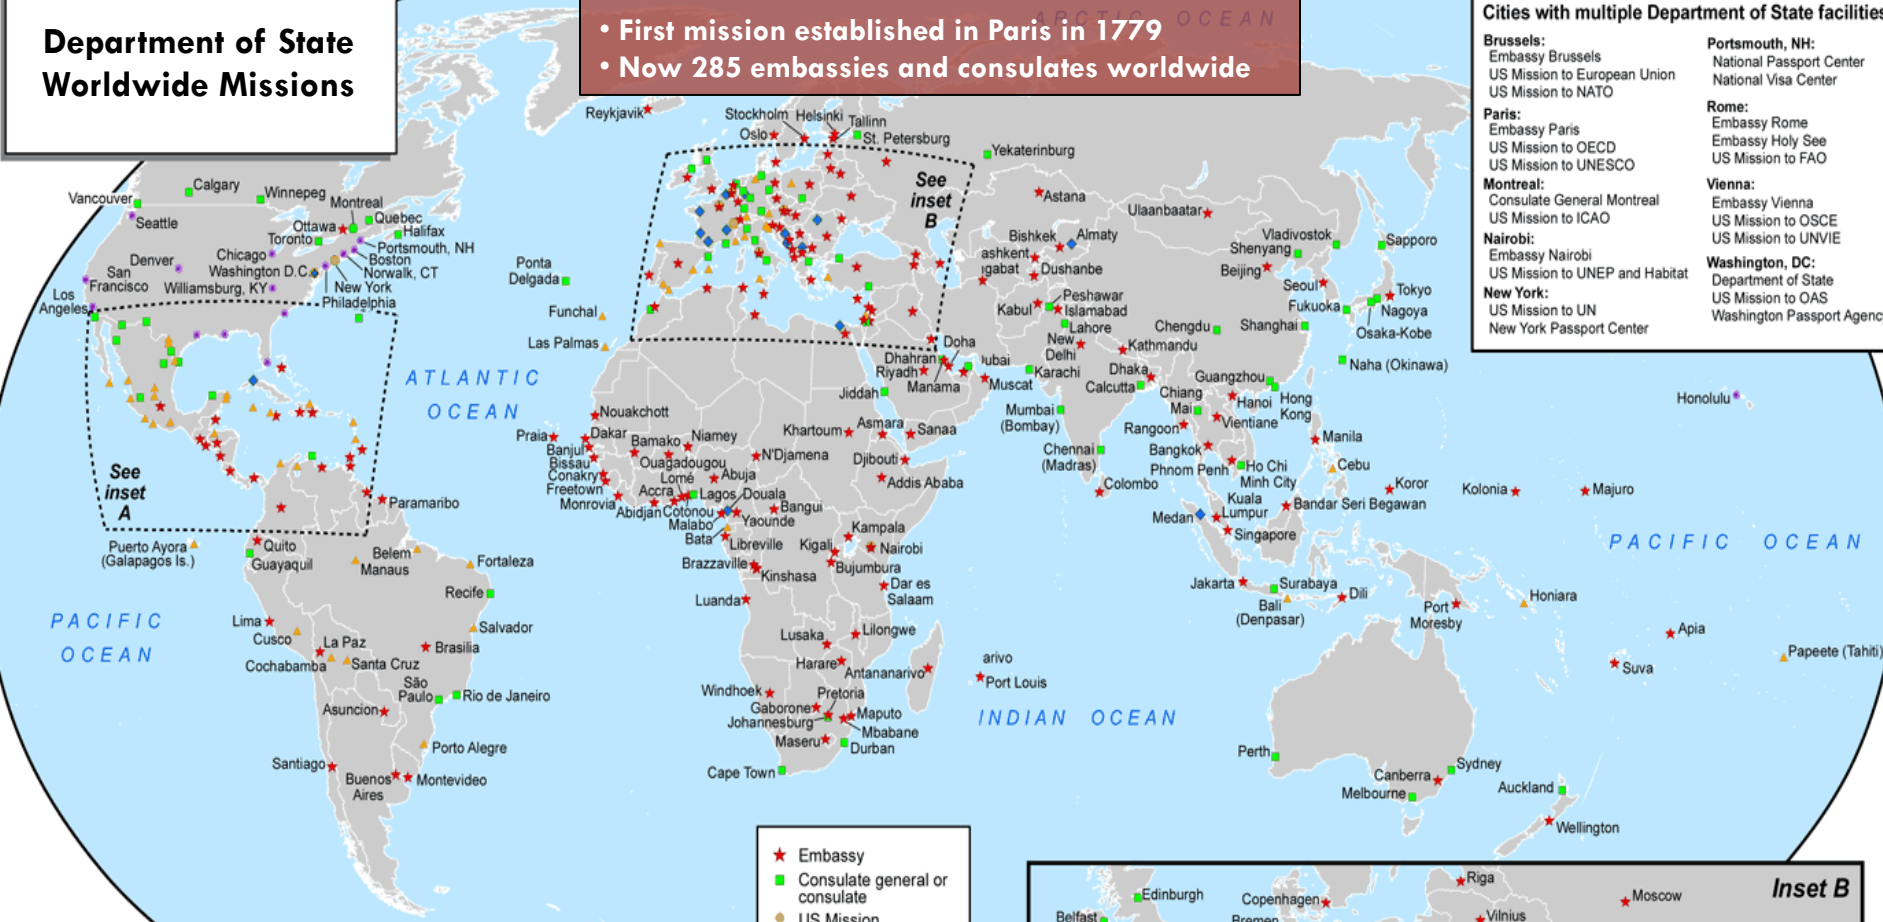 Department of State
Worldwide Missions
ARCTIC OCEAN
• First mission established in Paris in 1779
• Now 285 embassies and consulates worldwide
Cities with multiple Department of State facilities
Brussels:
Embassy Brussels
US Mission to European Union
US Mission to NATO
Paris:
Embassy Paris
US Mission to OECD
US Mission to UNESCO
Montreal:
Consulate General Montreal
US Mission to ICAO
Nairobi:
Embassy Nairobi
US Mission to UNEP and Habitat
New York:
US Mission to UN
New York Passport Center
Portsmouth, NH:
National Passport Center
National Visa Center
Rome:
Embassy Rome
Embassy Holy See
US Mission to FAO
Vienna:
Embassy Vienna
US Mission to OSCE
US Mission to UNVIE
Washington, DC:
Department of State
US Mission to OAS
Washington Passport Agency
Reykjavik
Stockholm
Helsinki
Tallinn
Oslo
St. Petersburg
Yekaterinburg
See
inset
B
Vancouver
Calgary
Winnepeg
Seattle
Montreal
Ottawa
Quebec
Halifax
Toronto
Portsmouth, NH
Chicago
Boston
Denver
Washington D.C.
Norwalk, CT
San
Francisco
Williamsburg, KY
New York
Philadelphia
Los
Angeles
See
inset
A
Ponta
Delgada
Funchal
Las Palmas
ATLANTIC
OCEAN
Astana
Ulaanbaatar
Bishkek
Almaty
ashkent
igabat
Dushanbe
Kabul
Peshawar
Islamabad
Lahore
New
Delhi
Kathmandu
Dhaka
Calcutta
Karachi
Mumbai
(Bombay)
Chennai
(Madras)
Colombo
Vladivostok
Shenyang
Sapporo
Beijing
Seoul
Tokyo
Fukuoka
Nagoya
Osaka-Kobe
Chengdu
Shanghai
Naha (Okinawa)
Guangzhou
Hong
Kong
Chiang
Mai
Hanoi
Vientiane
Rangoon
Bangkok
Phnom Penh
Ho Chi
Minh City
Manila
Cebu
Koror
Kolonia
Majuro
Honolulu
Medan
Kuala
Lumpur
Bandar Seri Begawan
Singapore
Jakarta
Surabaya
Bali
(Denpasar)
Dili
Port
Moresby
Honiara
Apia
Suva
Papeete (Tahiti)
PACIFIC OCEAN
Doha
Dhahran
ubai
Riyadh
Manama
Muscat
Jiddah
Nouakchott
Praia
Dakar
Banjul
Bissau
Conakry
Freetown
Monrovia
Bamako
Niamey
Ouagadougou
Lomé
Accra
Abidjan
Cotonou
Lagos
Abuja
N'Djamena
Khartoum
Asmara
Sanaa
Djibouti
Addis Ababa
Douala
Malabo
Yaounde
Bangui
Bata
Libreville
Kigali
Kampala
Nairobi
Brazzaville
Kinshasa
Bujumbura
Dar es
Salaam
Luanda
Lusaka
Lilongwe
Harare
Antananarivo
arivo
Port Louis
Windhoek
Pretoria
Gaborone
Johannesburg
Maputo
Mbabane
Maseru
Durban
Cape Town
INDIAN OCEAN
Paramaribo
Puerto Ayora
(Galapagos Is.)
Quito
Guayaquil
Belem
Manaus
Fortaleza
Recife
Lima
Cusco
La Paz
Cochabamba
Santa Cruz
Salvador
Brasilia
São
Paulo
Rio de Janeiro
Asuncion
Porto Alegre
Santiago
Buenos
Aires
Montevideo
PACIFIC
OCEAN
Perth
Canberra
Sydney
Melbourne
Auckland
Wellington
Embassy
Consulate general or
consulate
US Mission
Inset B
Edinburgh
Belfast
Copenhagen
Bremen
Riga
Vilnius
Moscow